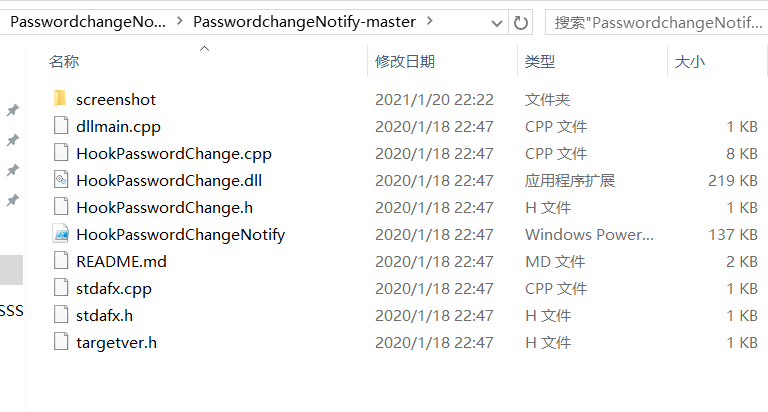 PasswordchangeNo... > PasswordchangeNotify-master > 搜索"PasswordchangeNotif...
名称 修改日期 类型 大小
screenshot 2021/1/20 22:22 文件夹
dllmain.cpp 2020/1/18 22:47 CPP 文件 1 KB
HookPasswordChange.cpp 2020/1/18 22:47 CPP 文件 8 KB
HookPasswordChange.dll 2020/1/18 22:47 应用程序扩展 219 KB
HookPasswordChange.h 2020/1/18 22:47 H 文件 1 KB
HookPasswordChangeNotify 2020/1/18 22:47 Windows Power... 137 KB
README.md 2020/1/18 22:47 MD 文件 2 KB
stdafx.cpp 2020/1/18 22:47 CPP 文件 1 KB
SSS stdafx.h 2020/1/18 22:47 H 文件 1 KB
targetver.h 2020/1/18 22:47 H 文件 1 KB